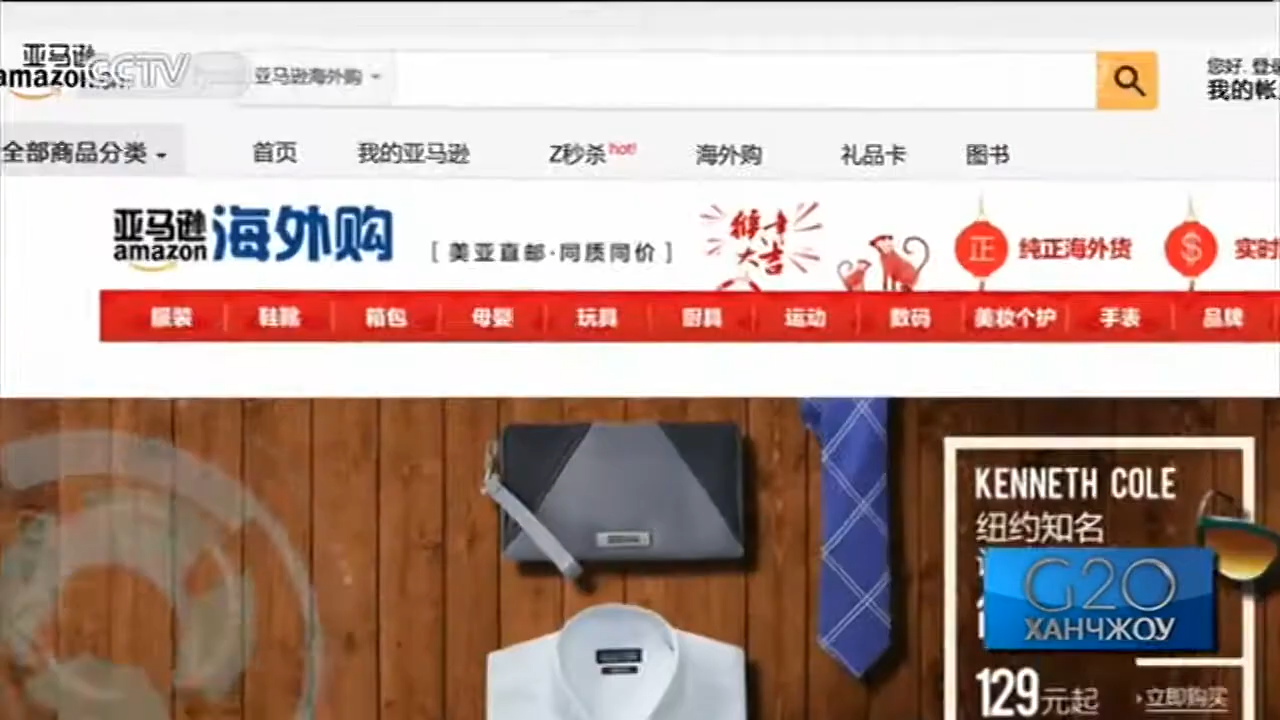 亚马逊
CCTV
亚马逊海外购
您好, 登录
我的帐户
全部商品分类
首页
我的亚马逊
Z秒杀 hot!
海外购
礼品卡
图书
亚马逊
amazon
海外购
[ 美亚直邮·同质同价 ]
大吉
正
纯正海外货
$
实时
服装
鞋靴
箱包
母婴
玩具
厨具
运动
数码
美妆个护
手表
品牌
KENNETH COLE
纽约知名
G20
ХАНЧЖОУ
129元起
立即购买